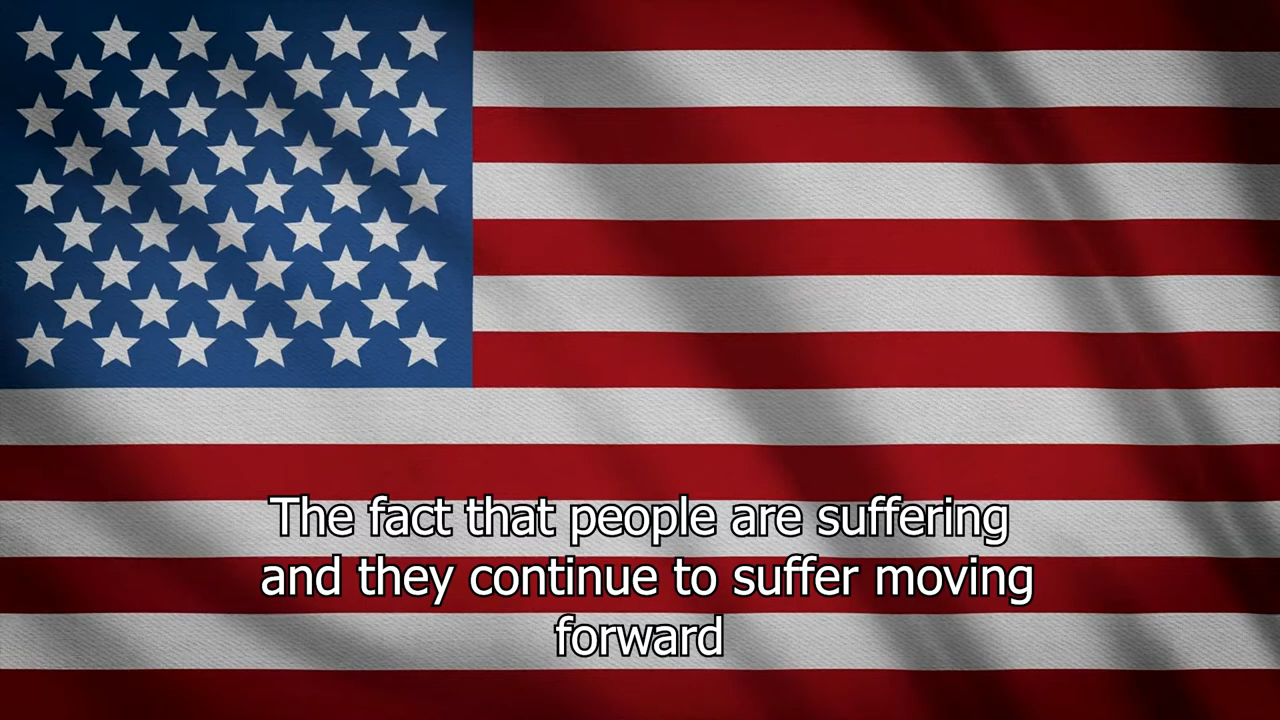 The fact that people are suffering
and they continue to suffer moving
forward